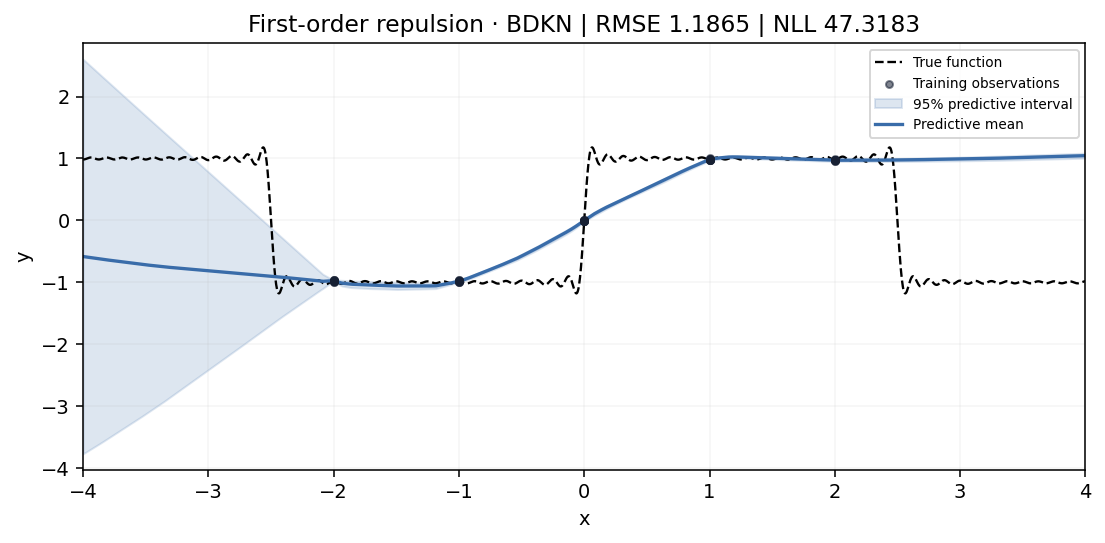 First-order repulsion · BDKN | RMSE 1.1865 | NLL 47.3183
True function
Training observations
95% predictive interval
Predictive mean
y
2
1
0
−1
−2
−3
−4
−4
−3
−2
−1
0
1
2
3
4
x